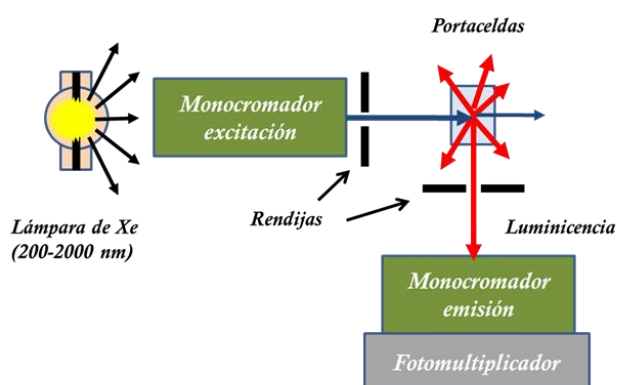 Portaceldas
Monocromador
excitación
Lámpara de Xe
(200-2000 nm)
Rendijas
Luminicencia
Monocromador
emisión
Fotomultiplicador